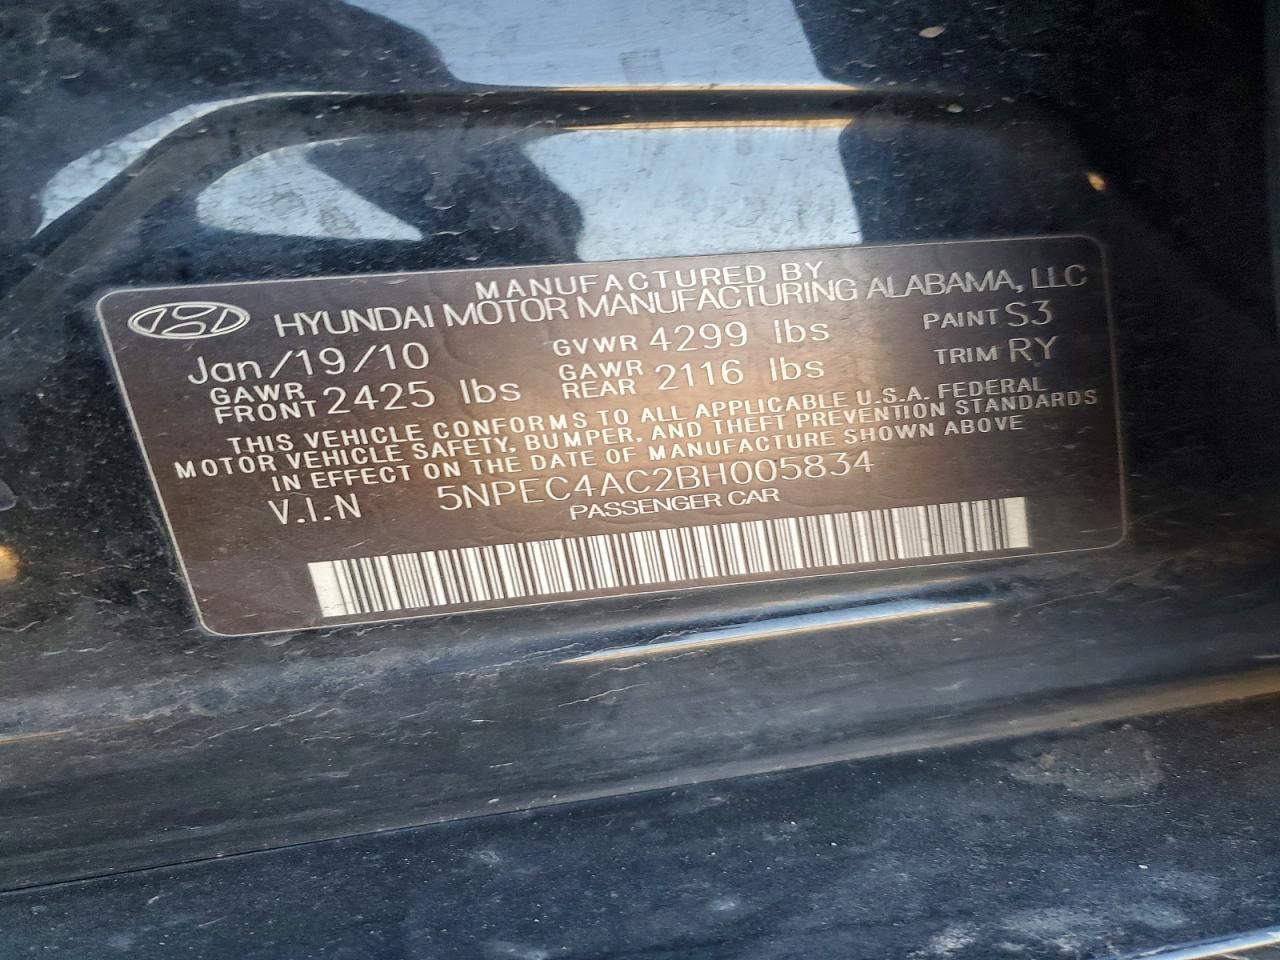 MANUFACTURED BY
HYUNDAI MOTOR MANUFACTURING ALABAMA, LLC
Jan/19/10 GVWR 4299 lbs PAINT S3
GAWR FRONT 2425 lbs GAWR REAR 2116 lbs TRIM RY
THIS VEHICLE CONFORMS TO ALL APPLICABLE U.S.A. FEDERAL
MOTOR VEHICLE SAFETY, BUMPER, AND THEFT PREVENTION STANDARDS
IN EFFECT ON THE DATE OF MANUFACTURE SHOWN ABOVE
V.I.N 5NPEC4AC2BH005834
PASSENGER CAR